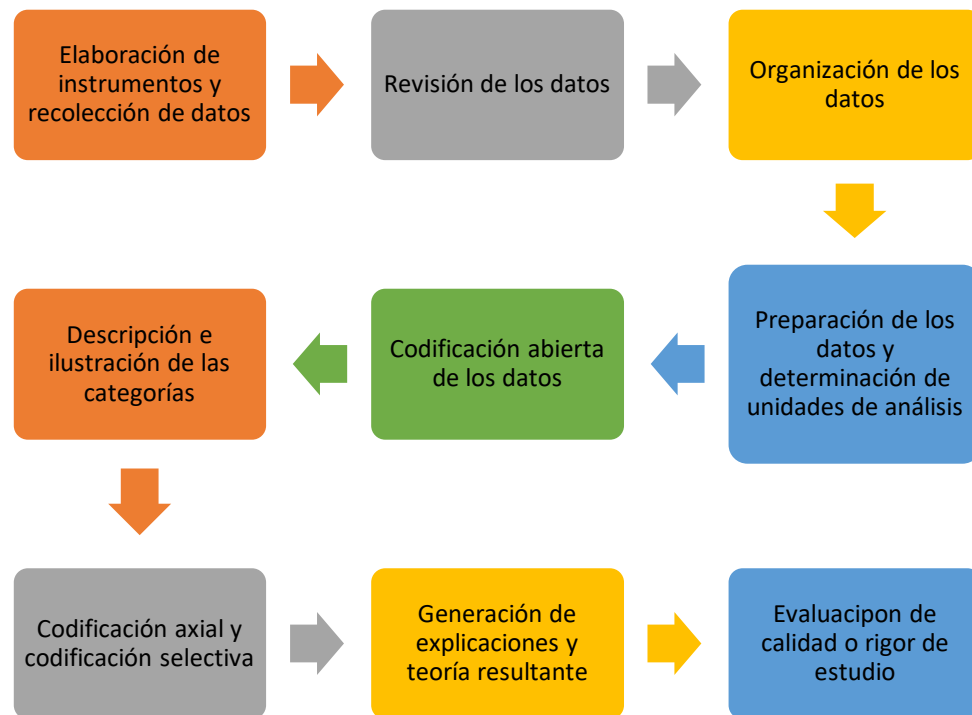 Elaboración de
instrumentos y
recolección de datos
Revisión de los datos
Organización de los
datos
Preparación de los
datos y
determinación de
unidades de análisis
Codificación abierta
de los datos
Descripción e
ilustración de las
categorías
Codificación axial y
codificación selectiva
Generación de
explicaciones y
teoría resultante
Evaluacipon de
calidad o rigor de
estudio